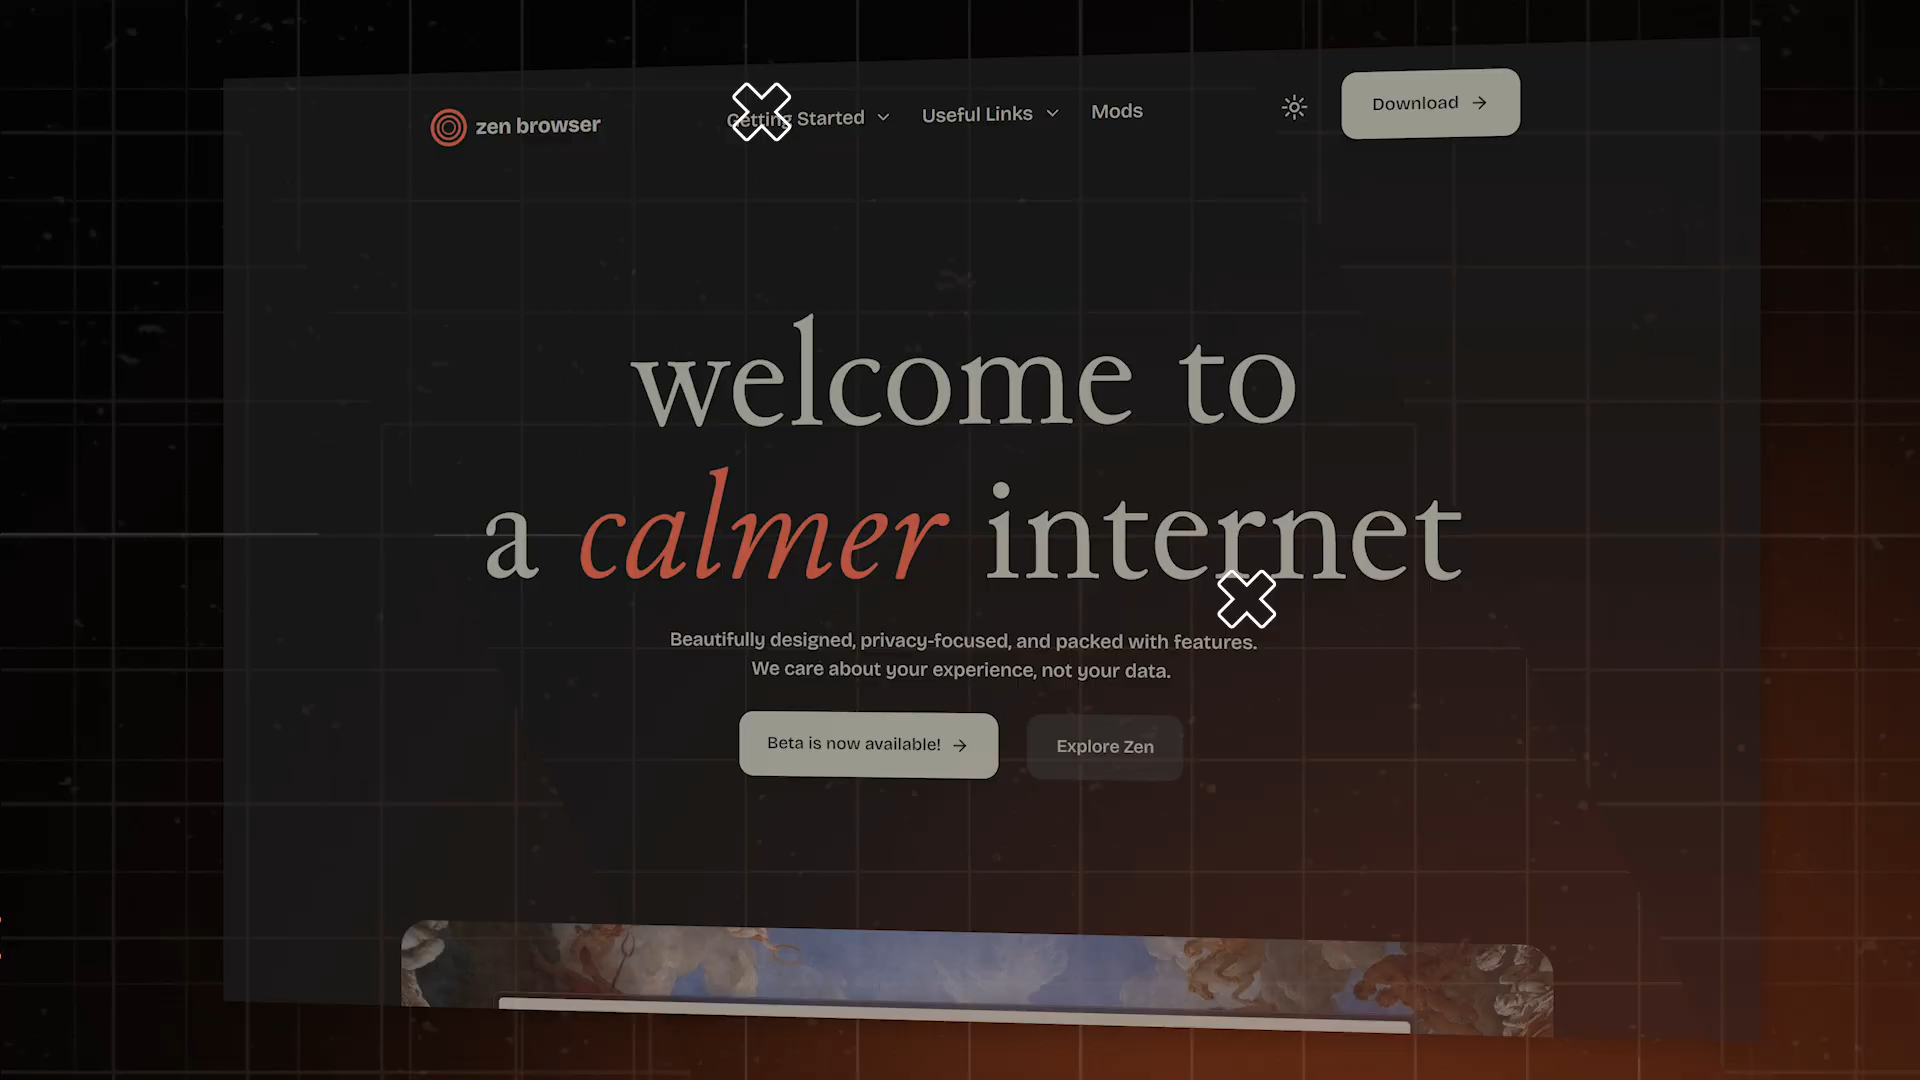 zen browser
Getting Started
Useful Links
Mods
Download
welcome to
a calmer internet
Beautifully designed, privacy-focused, and packed with features.
We care about your experience, not your data.
Beta is now available!
Explore Zen